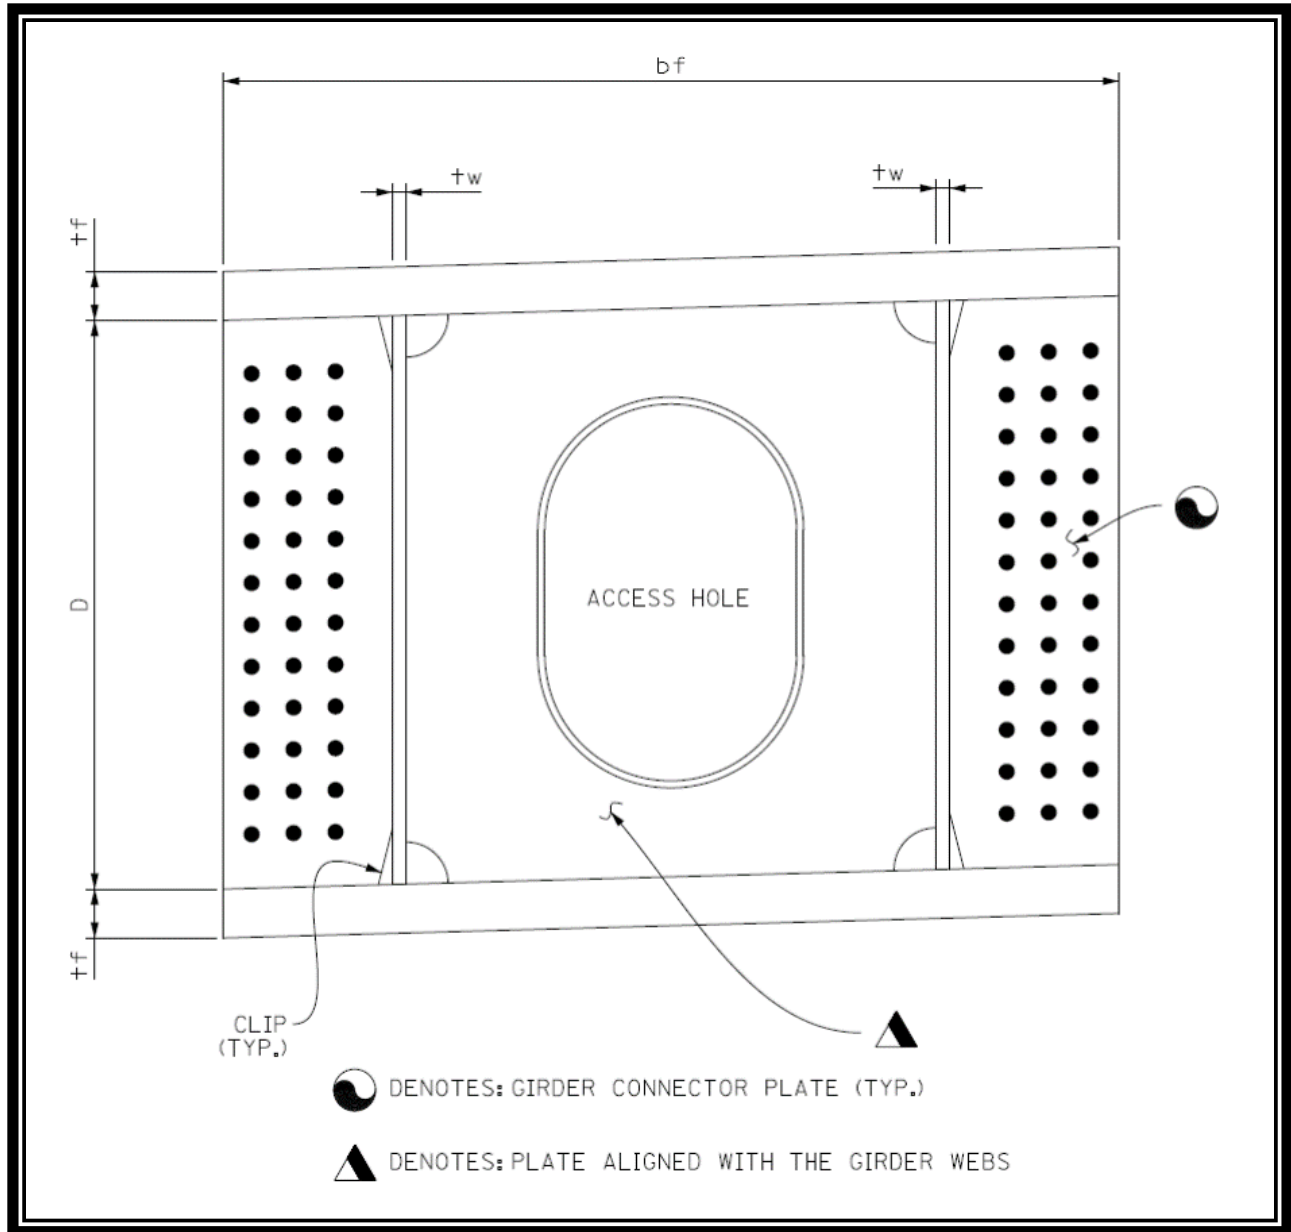 bf
tw
tw
tf
D
ACCESS HOLE
tf
CLIP
(TYP.)
DENOTES: GIRDER CONNECTOR PLATE (TYP.)
DENOTES: PLATE ALIGNED WITH THE GIRDER WEBS